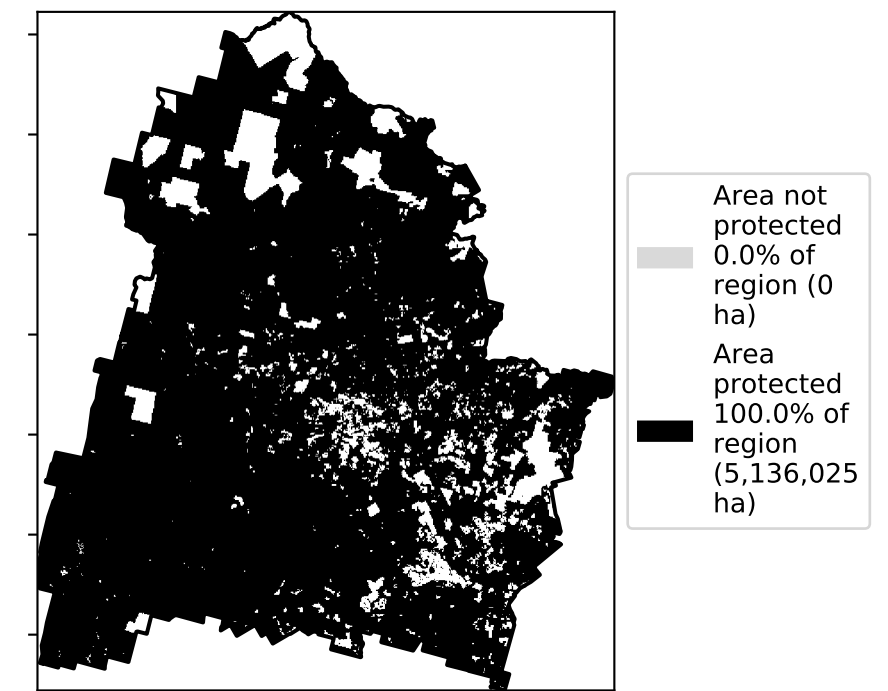 Area not
protected
0.0% of
region (0
ha)
Area
protected
100.0% of
region
(5,136,025
ha)